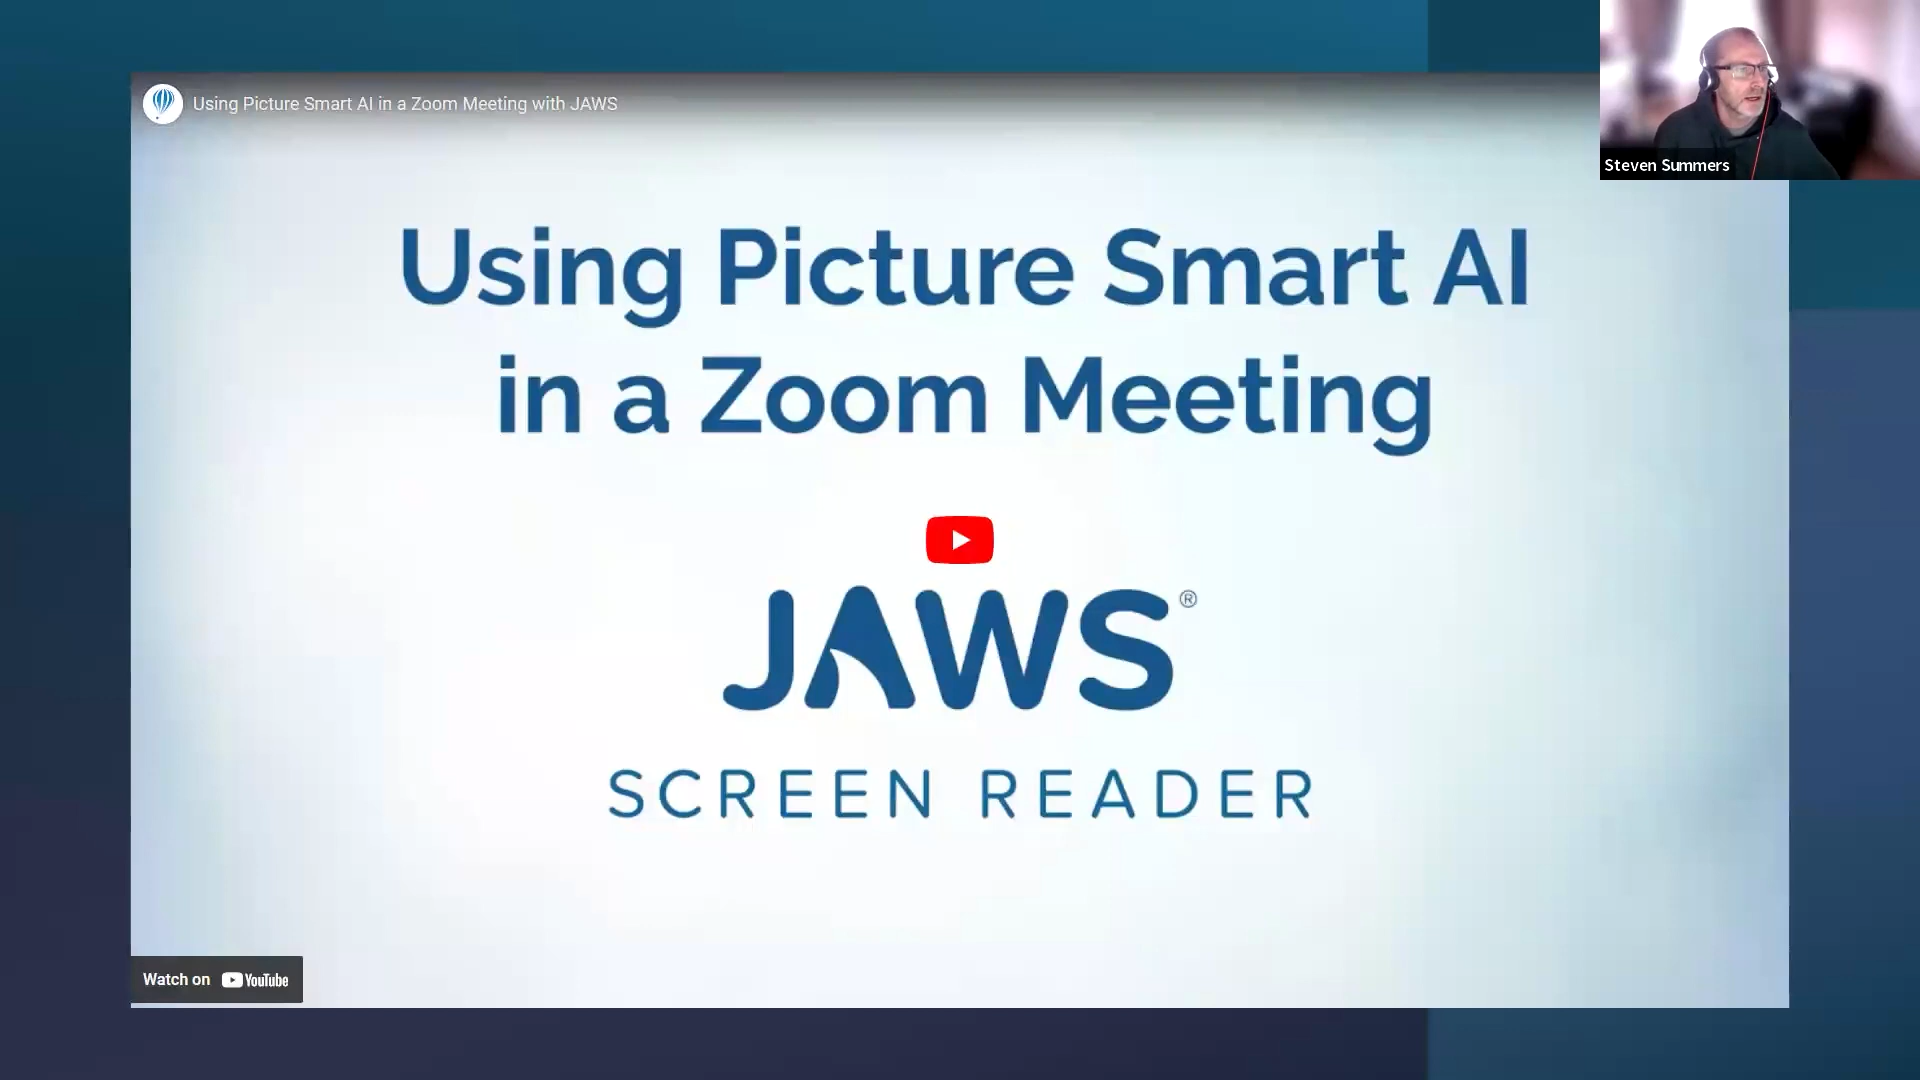 Using Picture Smart AI in a Zoom Meeting with JAWS
Steven Summers
Using Picture Smart AI
in a Zoom Meeting
JAWS®
SCREEN READER
Watch on YouTube